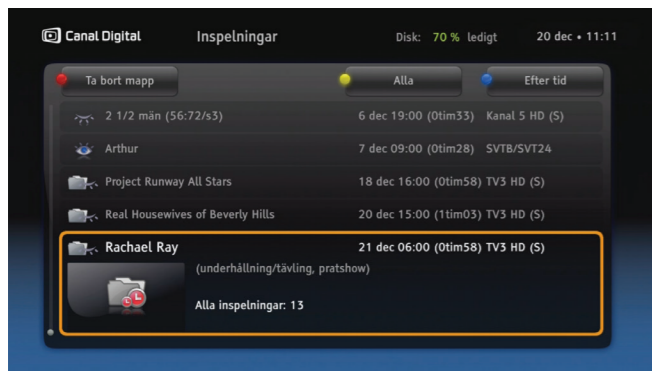 Canal Digital Inspelningar Disk: 70 % ledigt 20 dec • 11:11
Ta bort mapp Alla Efter tid
2 1/2 män (56:72/s3) 6 dec 19:00 (0tim33) Kanal 5 HD (S)
Arthur 7 dec 09:00 (0tim28) SVTB/SVT24
Project Runway All Stars 18 dec 16:00 (0tim58) TV3 HD (S)
Real Housewives of Beverly Hills 20 dec 15:00 (1tim03) TV3 HD (S)
Rachael Ray 21 dec 06:00 (0tim58) TV3 HD (S)
(underhållning/tävling, pratshow)
Alla inspelningar: 13